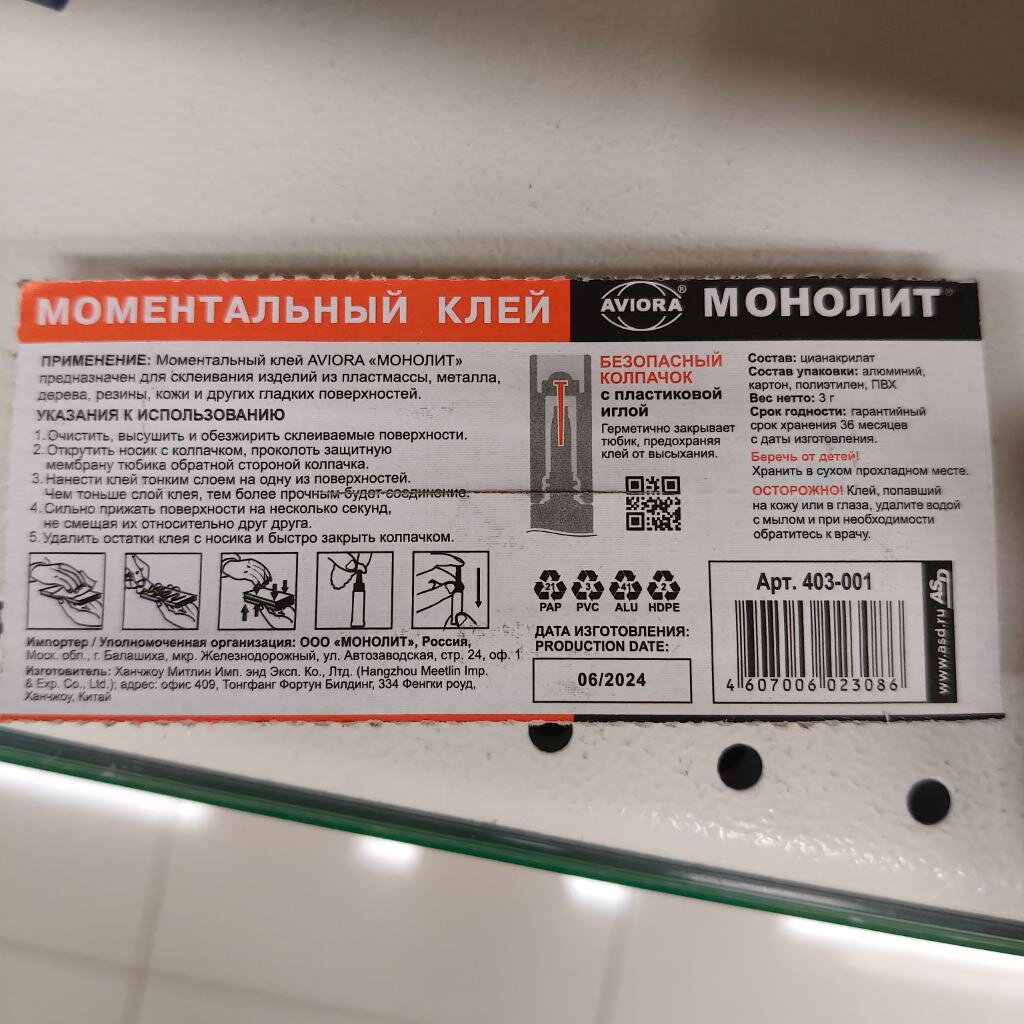 МОМЕНТАЛЬНЫЙ КЛЕЙ
AVIORA® МОНОЛИТ®
ПРИМЕНЕНИЕ: Моментальный клей AVIORA «МОНОЛИТ»
предназначен для склеивания изделий из пластмассы, металла,
дерева, резины, кожи и других гладких поверхностей.
УКАЗАНИЯ К ИСПОЛЬЗОВАНИЮ
1. Очистить, высушить и обезжирить склеиваемые поверхности.
2. Открутить носик с колпачком, проколоть защитную
мембрану тюбика обратной стороной колпачка.
3. Нанести клей тонким слоем на одну из поверхностей.
Чем тоньше слой клея, тем более прочным будет соединение.
4. Сильно прижать поверхности на несколько секунд,
не смещая их относительно друг друга.
5. Удалить остатки клея с носика и быстро закрыть колпачком.
Импортер / Уполномоченная организация: ООО «МОНОЛИТ», Россия,
Моск. обл., г. Балашиха, мкр. Железнодорожный, ул. Автозаводская, стр. 24, оф. 1
Изготовитель: Ханчжоу Митлин Имп. энд Эксп. Ко., Лтд. (Hangzhou Meetlin Imp.
& Exp. Co., Ltd.); адрес: офис 409, Тонгфанг Фортун Билдинг, 334 Фенгки роуд,
Ханчжоу, Китай
БЕЗОПАСНЫЙ
КОЛПАЧОК
с пластиковой
иглой
Герметично закрывает
тюбик, предохраняя
клей от высыхания.
21 3 41 2
PAP PVC ALU HDPE
ДАТА ИЗГОТОВЛЕНИЯ:
PRODUCTION DATE:
06/2024
Состав: цианакрилат
Состав упаковки: алюминий,
картон, полиэтилен, ПВХ
Вес нетто: 3 г
Срок годности: гарантийный
срок хранения 36 месяцев
с даты изготовления.
Беречь от детей!
Хранить в сухом прохладном месте.
ОСТОРОЖНО! Клей, попавший
на кожу или в глаза, удалите водой
с мылом и при необходимости
обратитесь к врачу.
Арт. 403-001
4 607006 023086
www.asd.ru ASD